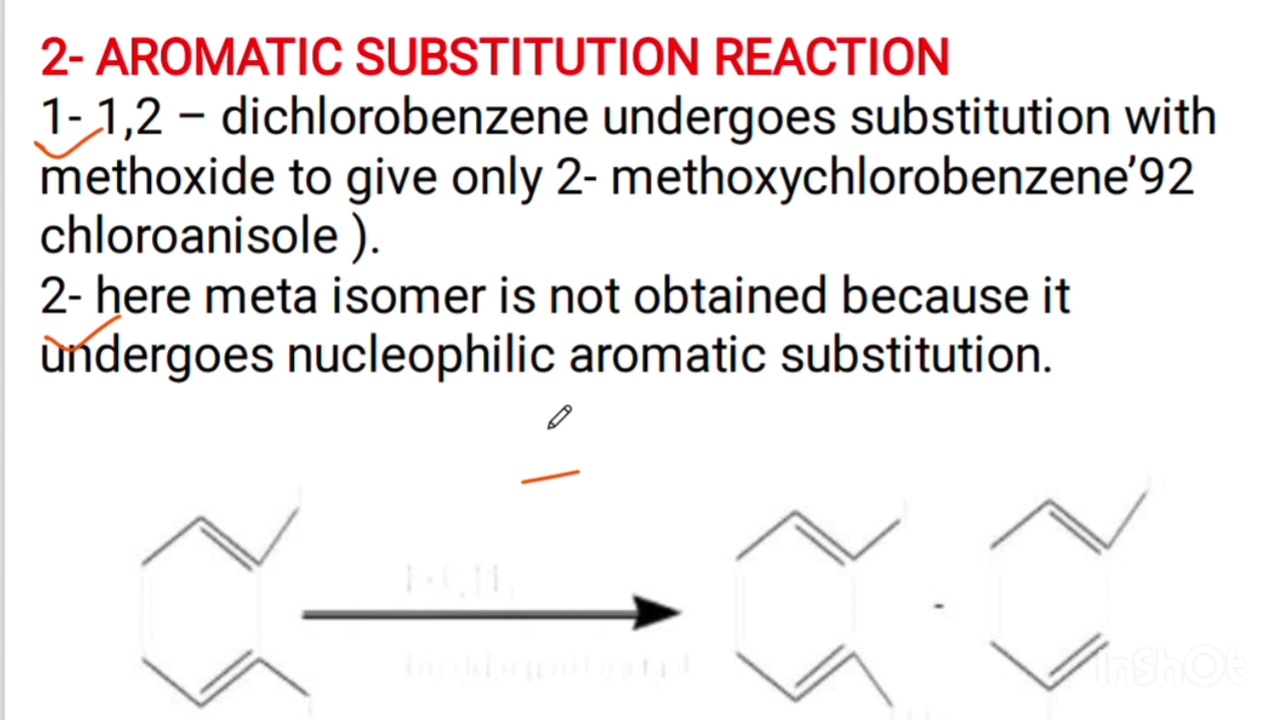 2- AROMATIC SUBSTITUTION REACTION
1- 1,2 – dichlorobenzene undergoes substitution with
methoxide to give only 2- methoxychlorobenzene’92
chloroanisole ).
2- here meta isomer is not obtained because it
undergoes nucleophilic aromatic substitution.
InShOt